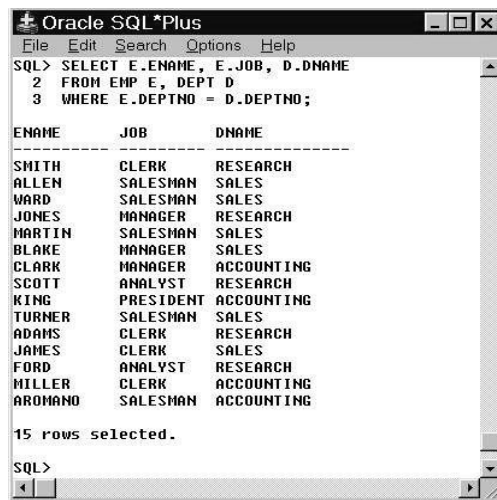 Oracle SQL*Plus
File Edit Search Options Help
SQL> SELECT E.ENAME, E.JOB, D.DNAME
2 FROM EMP E, DEPT D
3 WHERE E.DEPTNO = D.DEPTNO;
ENAME JOB DNAME
---------- --------- --------------
SMITH CLERK RESEARCH
ALLEN SALESMAN SALES
WARD SALESMAN SALES
JONES MANAGER RESEARCH
MARTIN SALESMAN SALES
BLAKE MANAGER SALES
CLARK MANAGER ACCOUNTING
SCOTT ANALYST RESEARCH
KING PRESIDENT ACCOUNTING
TURNER SALESMAN SALES
ADAMS CLERK RESEARCH
JAMES CLERK SALES
FORD ANALYST RESEARCH
MILLER CLERK ACCOUNTING
AROMANO SALESMAN ACCOUNTING
15 rows selected.
SQL>